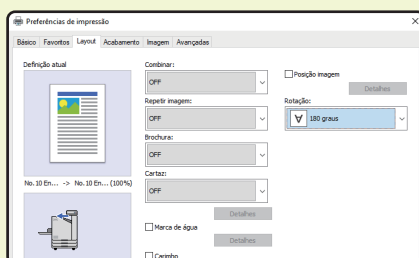 Preferências de impressão
Básico Favoritos Layout Acabamento Imagem Avançadas
Definição atual
No. 10 En... -> No. 10 En... (100%)
Combinar:
OFF
Repetir imagem:
OFF
Brochura:
OFF
Cartaz:
OFF
Detalhes
Marca de água
Detalhes
Carimbo
Posição imagem
Detalhes
Rotação:
A 180 graus